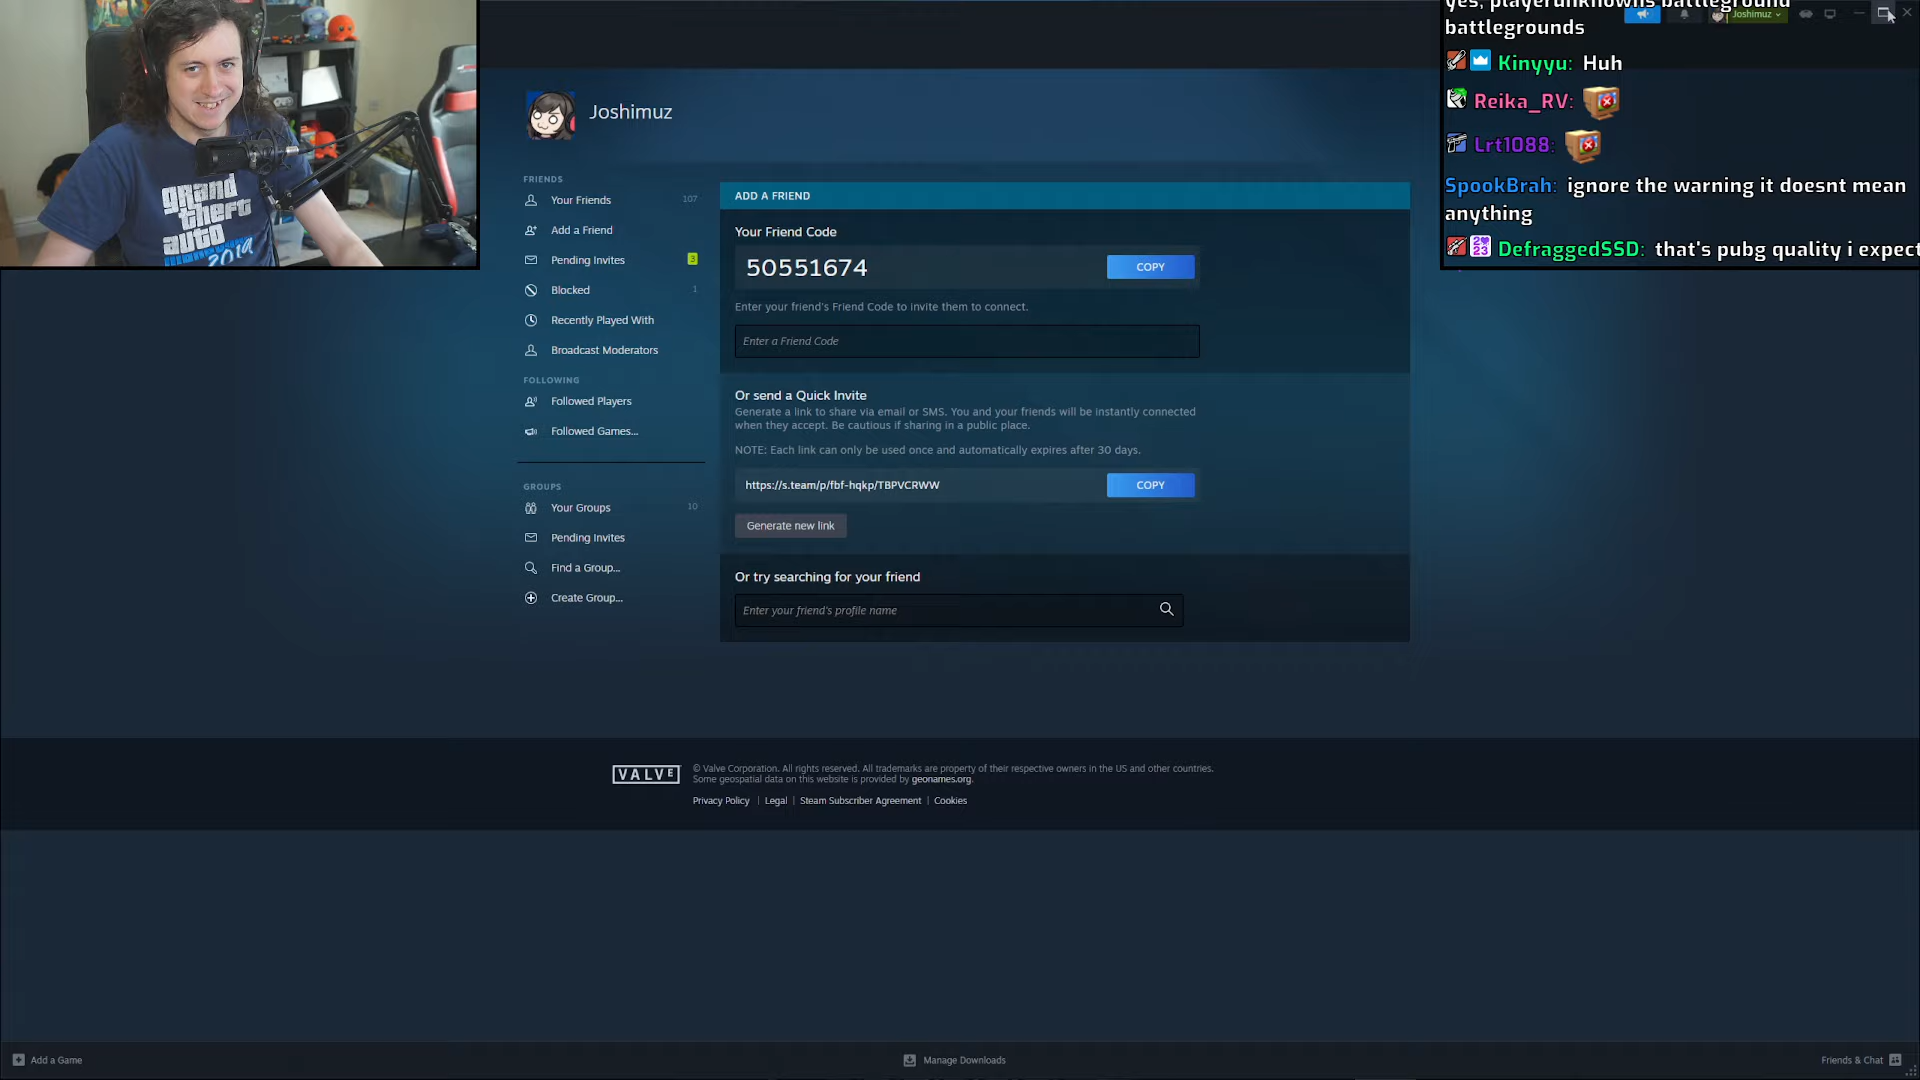 yes, playerunknowns battleground
battlegrounds
Joshimuz
Kinyyu: Huh
Reika_RV:
Lrt1088:
SpookBrah: ignore the warning it doesnt mean
anything
DefraggedSSD: that's pubg quality i expect
grand
theft
auto
2019
Joshimuz
FRIENDS
Your Friends 107
Add a Friend
Pending Invites 3
Blocked 1
Recently Played With
Broadcast Moderators
FOLLOWING
Followed Players
Followed Games...
GROUPS
Your Groups 10
Pending Invites
Find a Group...
Create Group...
ADD A FRIEND
Your Friend Code
50551674 COPY
Enter your friend's Friend Code to invite them to connect.
Enter a Friend Code
Or send a Quick Invite
Generate a link to share via email or SMS. You and your friends will be instantly connected
when they accept. Be cautious if sharing in a public place.
NOTE: Each link can only be used once and automatically expires after 30 days.
https://s.team/p/fbf-hqkp/TBPVCRWW COPY
Generate new link
Or try searching for your friend
Enter your friend's profile name
VALVE
© Valve Corporation. All rights reserved. All trademarks are property of their respective owners in the US and other countries.
Some geospatial data on this website is provided by geonames.org.
Privacy Policy | Legal | Steam Subscriber Agreement | Cookies
Add a Game
Manage Downloads
Friends & Chat